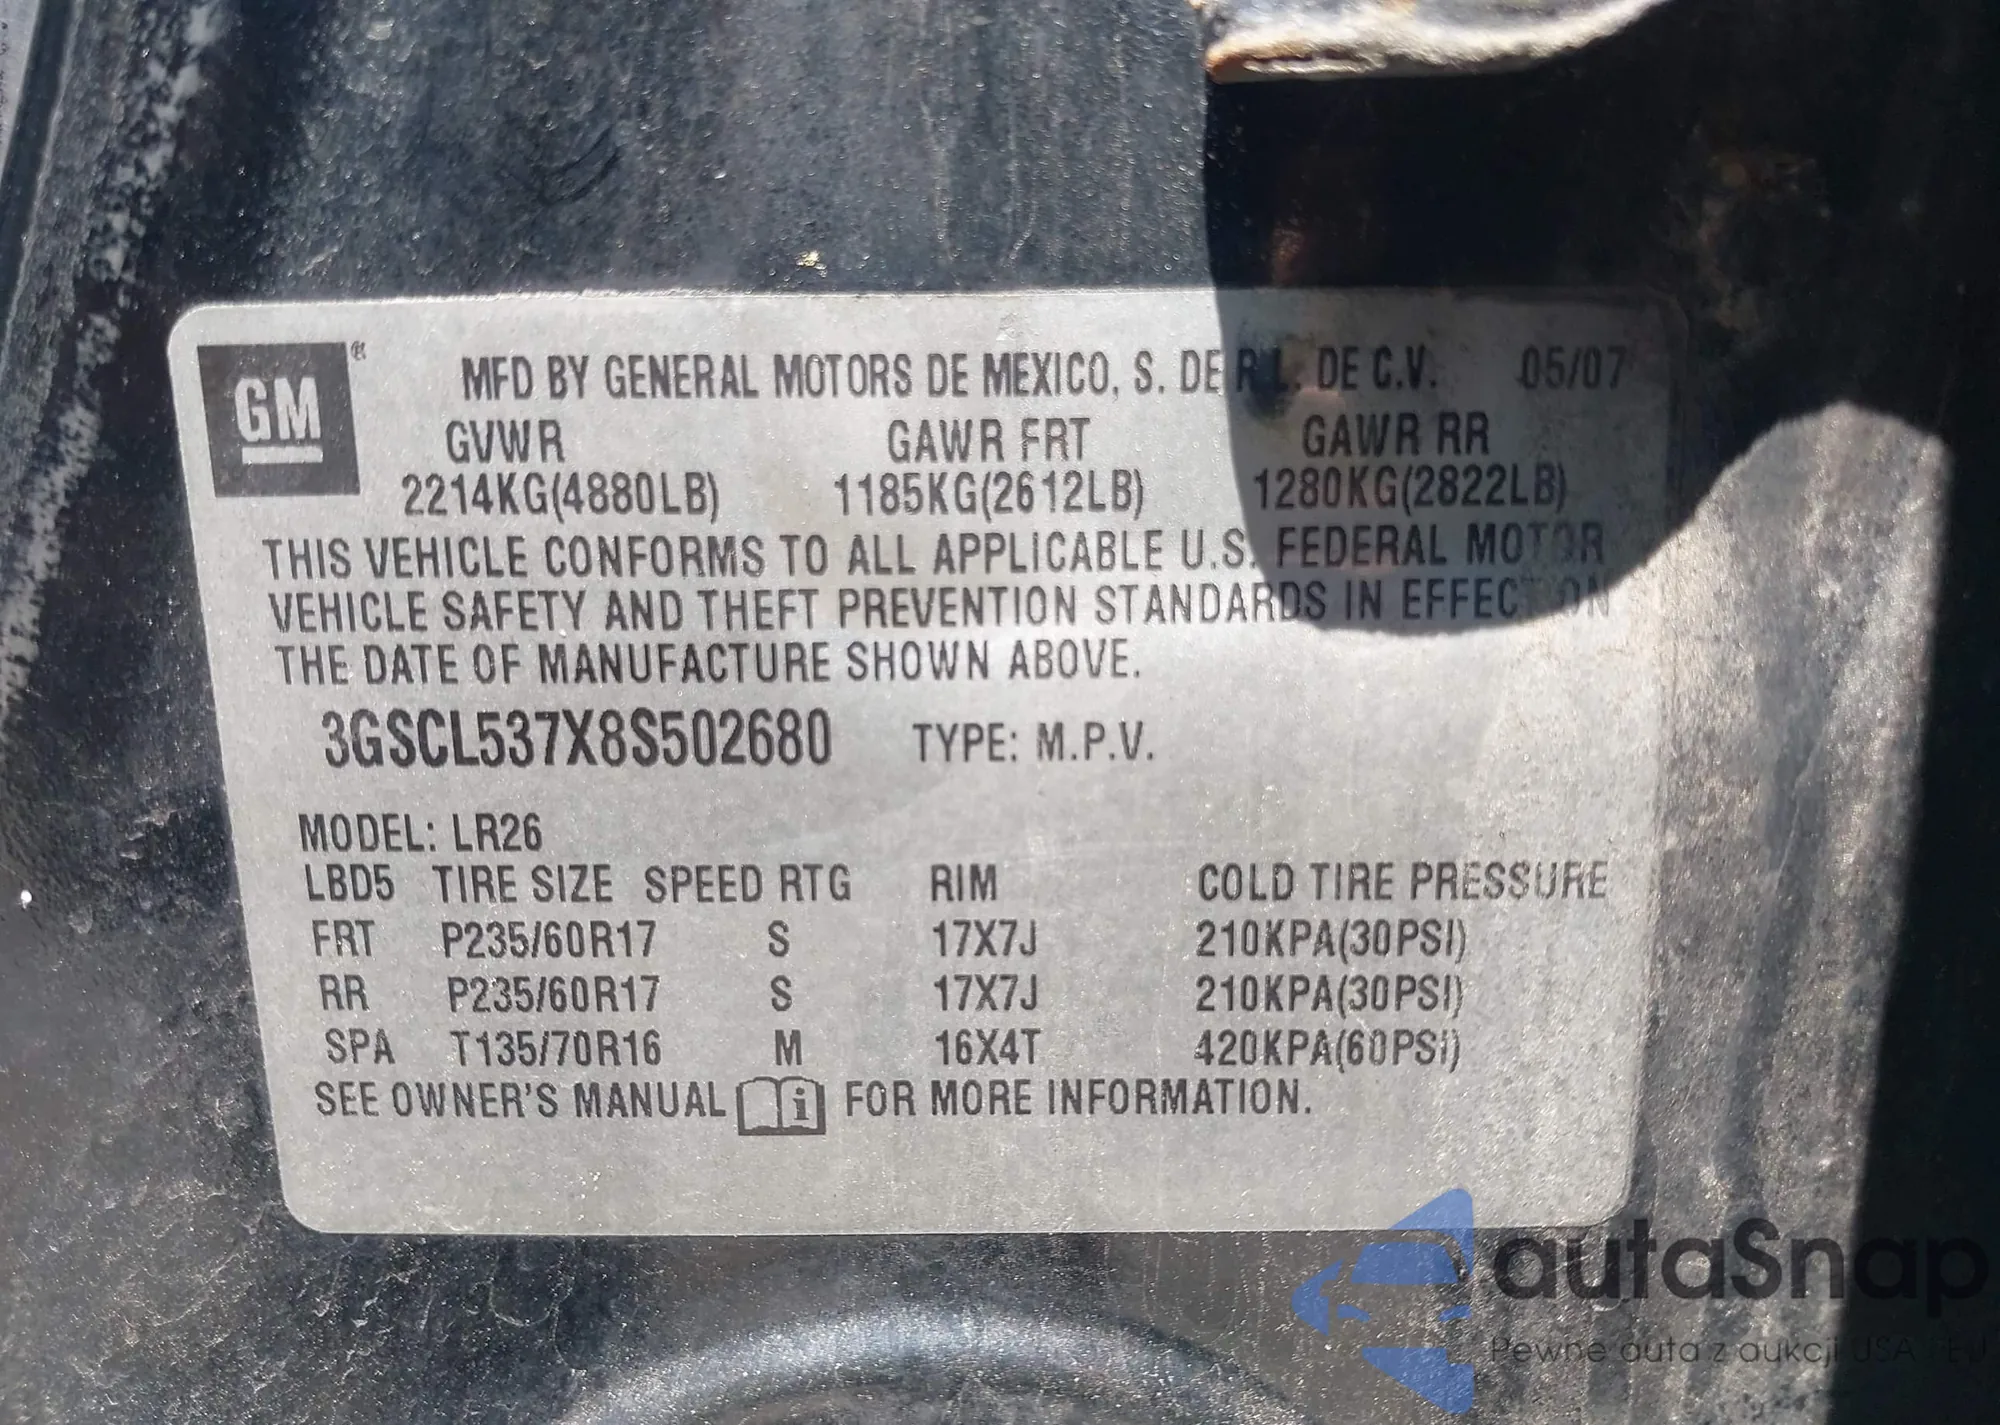 GM ®
MFD BY GENERAL MOTORS DE MEXICO, S. DE R.L. DE C.V. 05/07
GVWR GAWR FRT GAWR RR
2214KG(4880LB) 1185KG(2612LB) 1280KG(2822LB)
THIS VEHICLE CONFORMS TO ALL APPLICABLE U.S. FEDERAL MOTOR
VEHICLE SAFETY AND THEFT PREVENTION STANDARDS IN EFFECT ON
THE DATE OF MANUFACTURE SHOWN ABOVE.
3GSCL537X8S502680 TYPE: M.P.V.
MODEL: LR26
LBD5 TIRE SIZE SPEED RTG RIM COLD TIRE PRESSURE
FRT P235/60R17 S 17X7J 210KPA(30PSI)
RR P235/60R17 S 17X7J 210KPA(30PSI)
SPA T135/70R16 M 16X4T 420KPA(60PSI)
SEE OWNER'S MANUAL i FOR MORE INFORMATION.
autaSnap
Pewne auta z aukcji USA